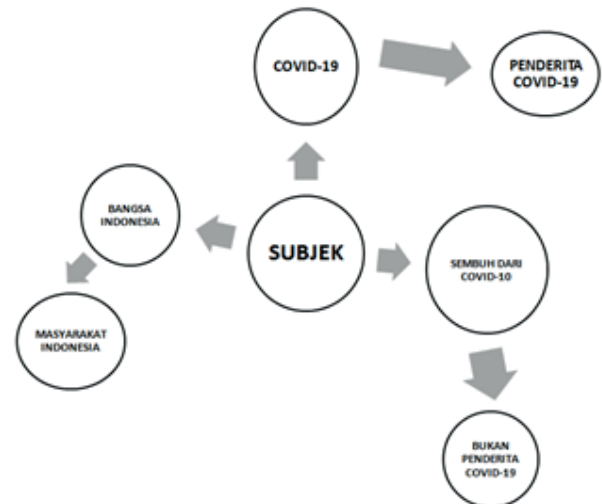 COVID-19
PENDERITA
COVID-19
BANGSA
INDONESIA
SUBJEK
SEMBUH DARI
COVID-10
MASYARAKAT
INDONESIA
BUKAN
PENDERITA
COVID-19